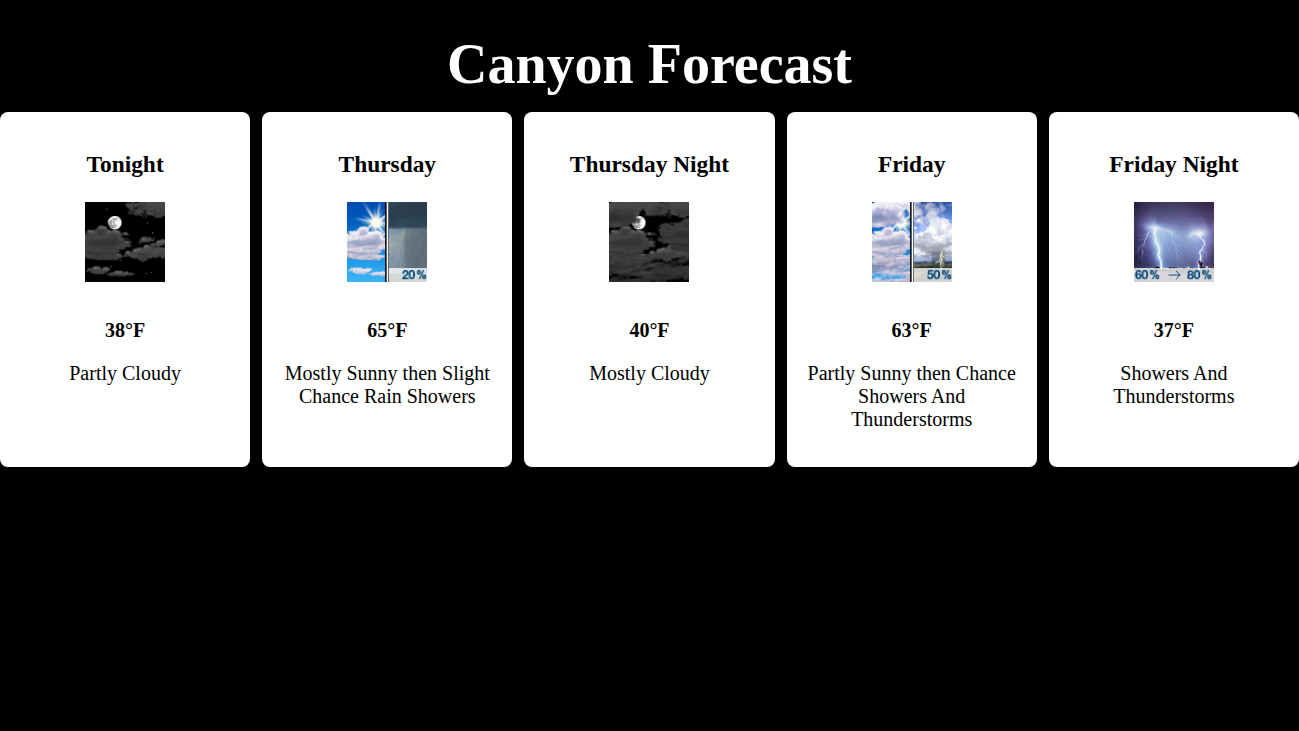 Canyon Forecast
Tonight
38°F
Partly Cloudy
Thursday
20%
65°F
Mostly Sunny then Slight
Chance Rain Showers
Thursday Night
40°F
Mostly Cloudy
Friday
50%
63°F
Partly Sunny then Chance
Showers And
Thunderstorms
Friday Night
60% → 80%
37°F
Showers And
Thunderstorms